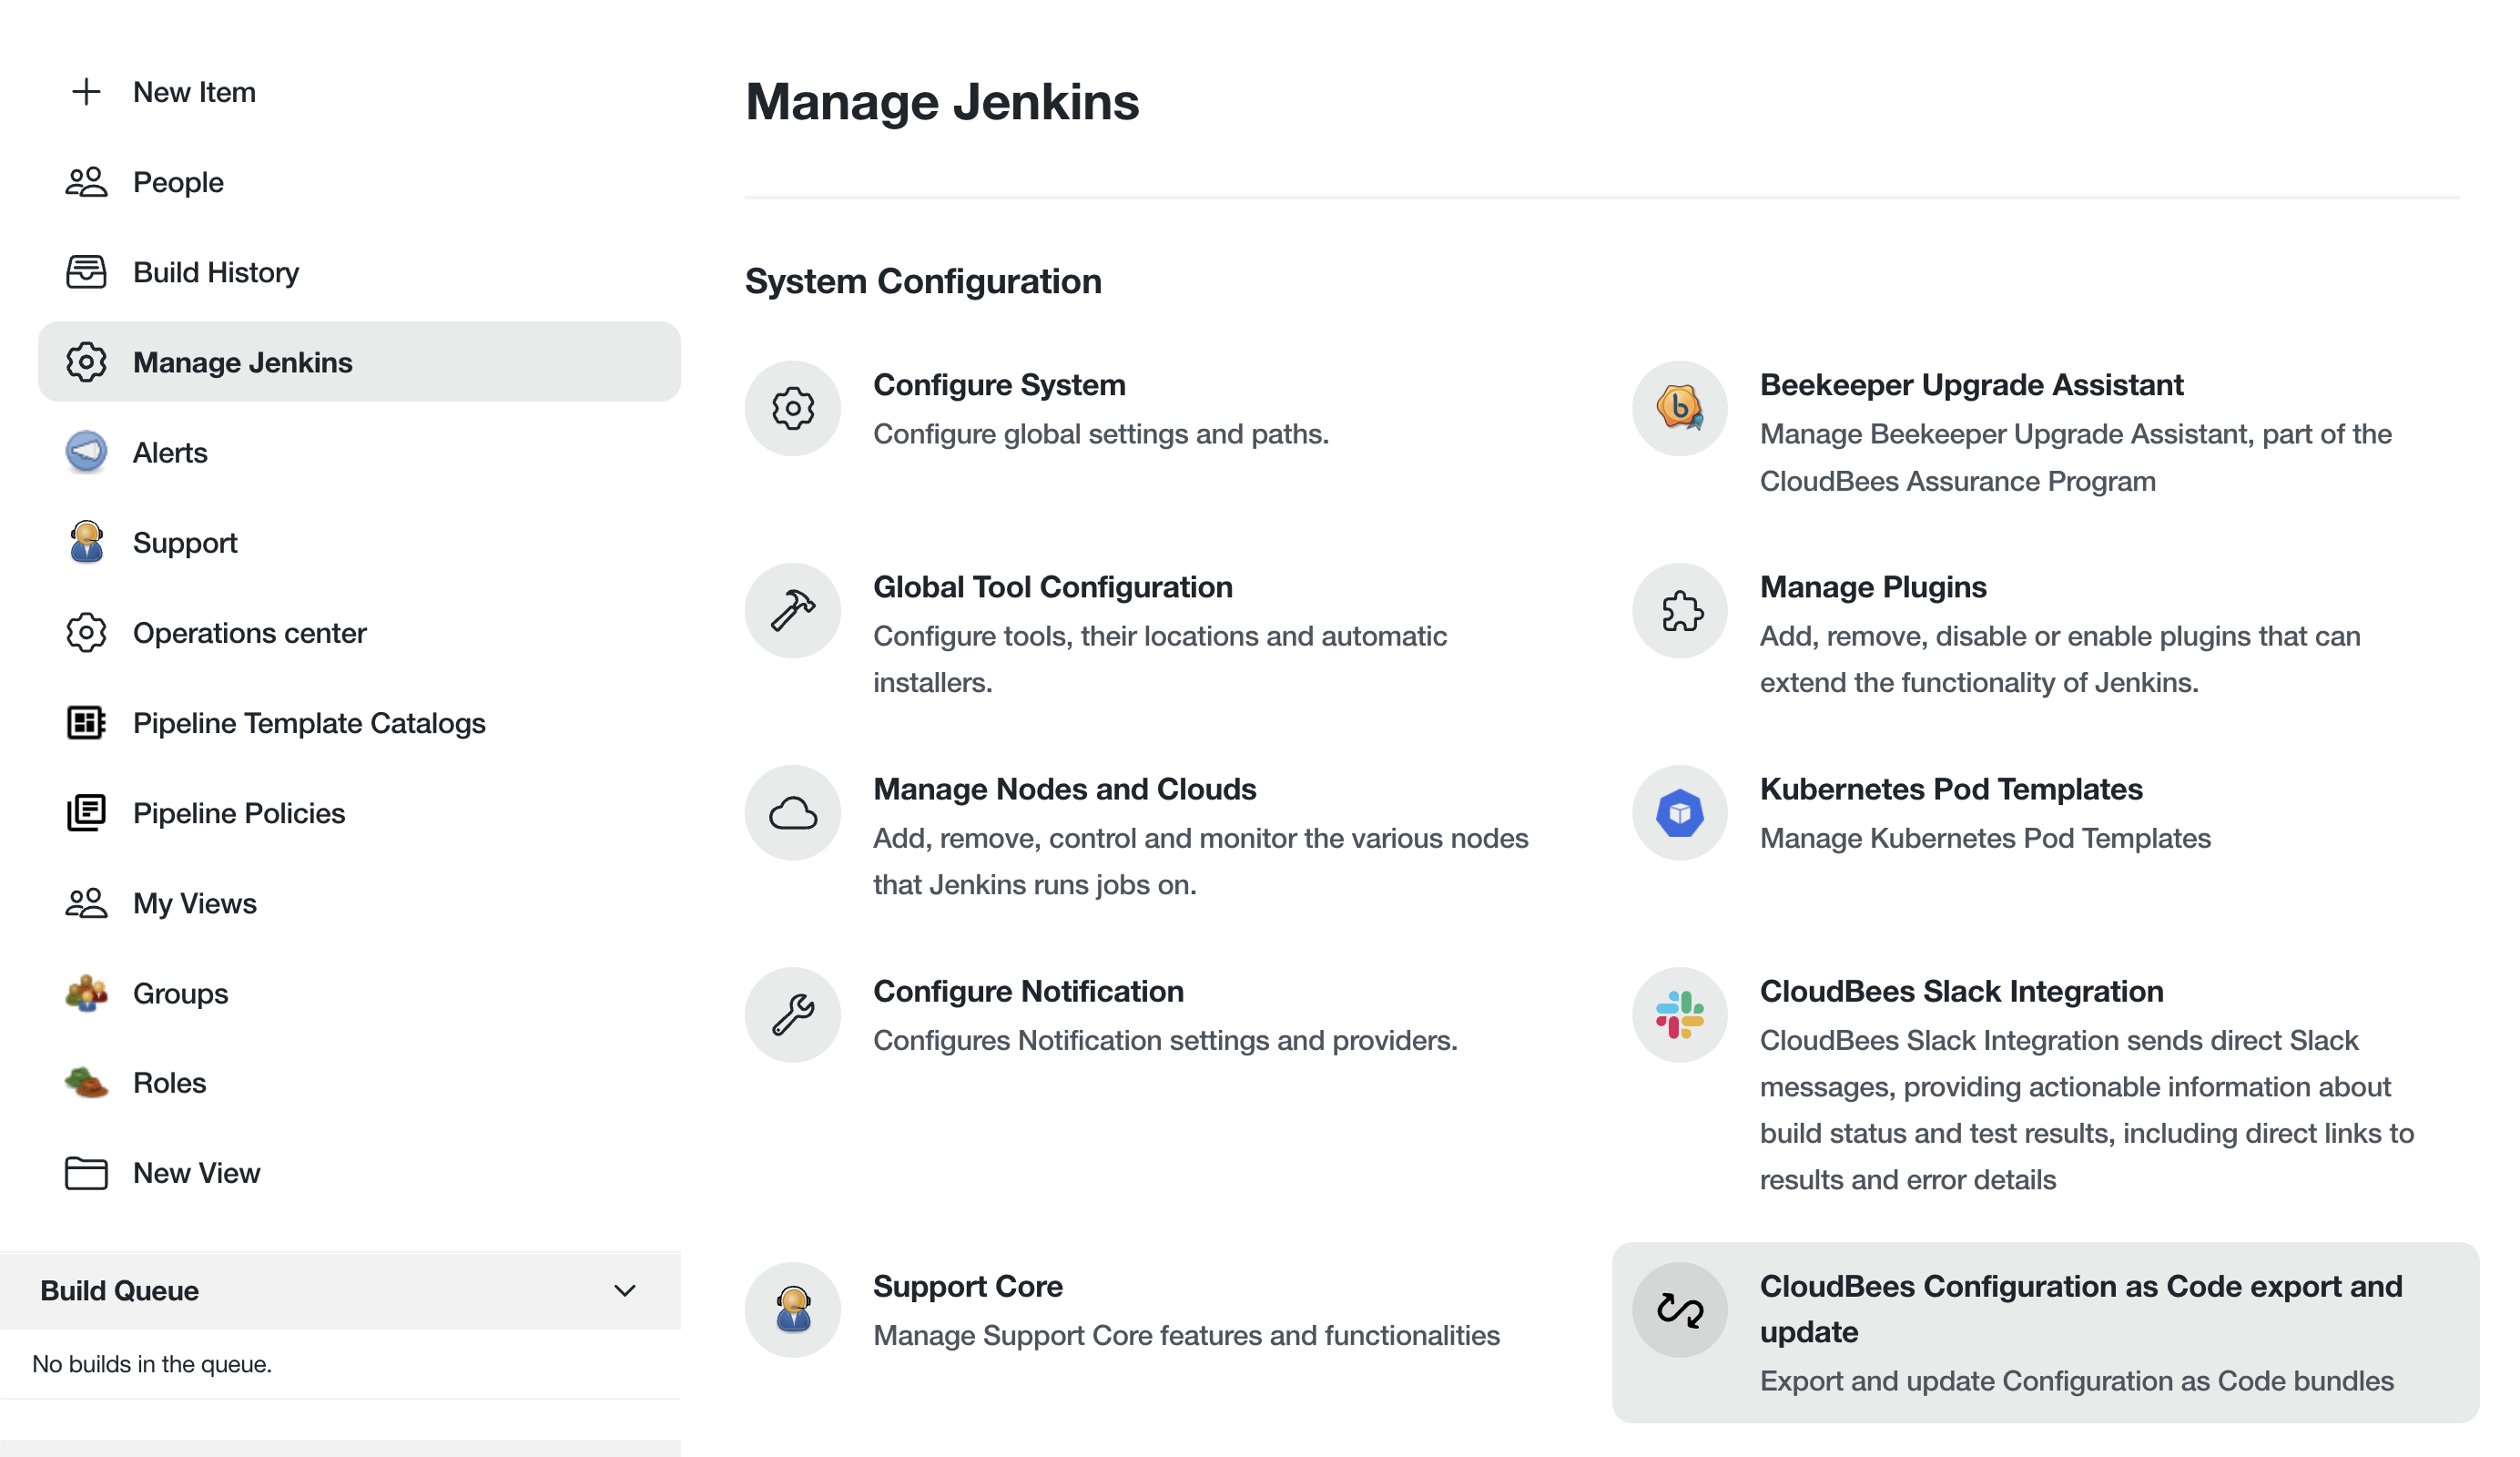 New Item
People
Build History
Manage Jenkins
Alerts
Support
Operations center
Pipeline Template Catalogs
Pipeline Policies
My Views
Groups
Roles
New View
Build Queue
No builds in the queue.
Manage Jenkins
System Configuration
Configure System
Configure global settings and paths.
Beekeeper Upgrade Assistant
Manage Beekeeper Upgrade Assistant, part of the
CloudBees Assurance Program
Global Tool Configuration
Configure tools, their locations and automatic
installers.
Manage Plugins
Add, remove, disable or enable plugins that can
extend the functionality of Jenkins.
Manage Nodes and Clouds
Add, remove, control and monitor the various nodes
that Jenkins runs jobs on.
Kubernetes Pod Templates
Manage Kubernetes Pod Templates
Configure Notification
Configures Notification settings and providers.
CloudBees Slack Integration
CloudBees Slack Integration sends direct Slack
messages, providing actionable information about
build status and test results, including direct links to
results and error details
Support Core
Manage Support Core features and functionalities
CloudBees Configuration as Code export and
update
Export and update Configuration as Code bundles